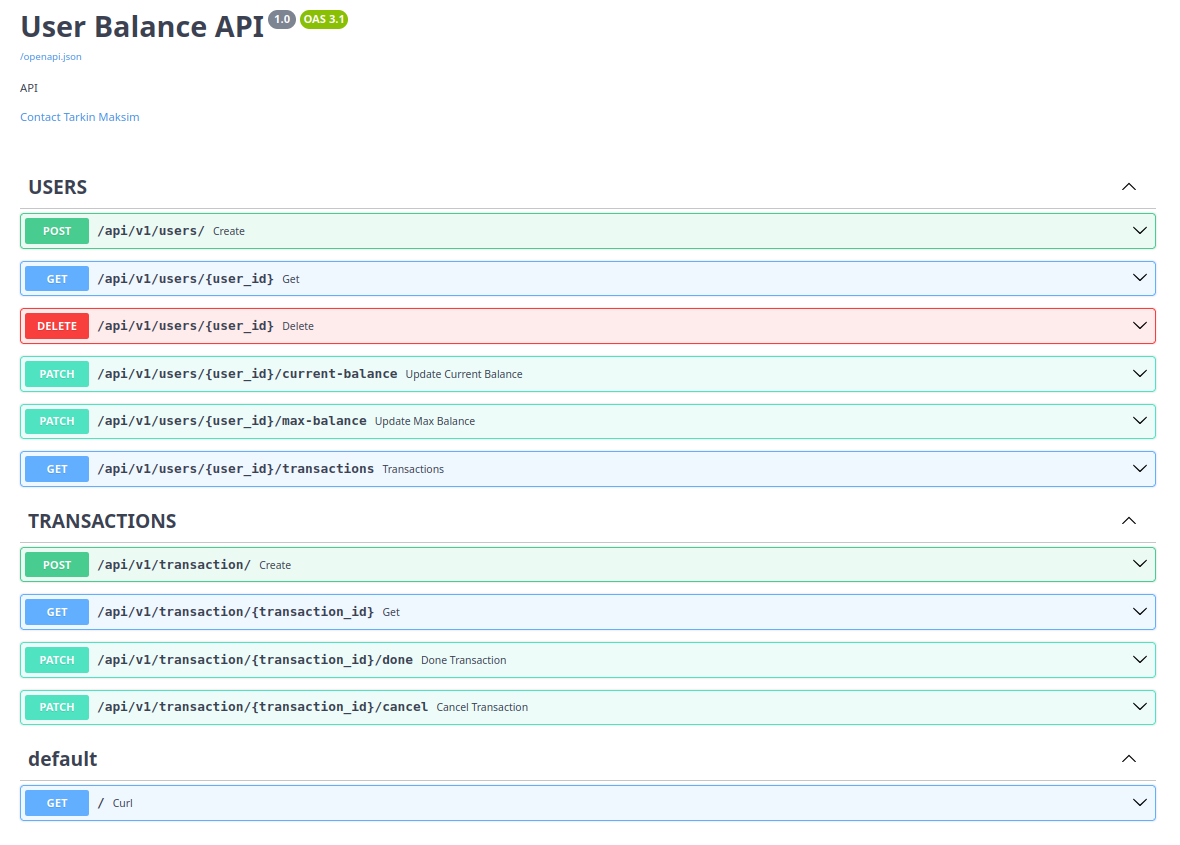 User Balance API 1.0 OAS 3.1
/openapi.json
API
Contact Tarkin Maksim
USERS
POST /api/v1/users/ Create
GET /api/v1/users/{user_id} Get
DELETE /api/v1/users/{user_id} Delete
PATCH /api/v1/users/{user_id}/current-balance Update Current Balance
PATCH /api/v1/users/{user_id}/max-balance Update Max Balance
GET /api/v1/users/{user_id}/transactions Transactions
TRANSACTIONS
POST /api/v1/transaction/ Create
GET /api/v1/transaction/{transaction_id} Get
PATCH /api/v1/transaction/{transaction_id}/done Done Transaction
PATCH /api/v1/transaction/{transaction_id}/cancel Cancel Transaction
default
GET / Curl